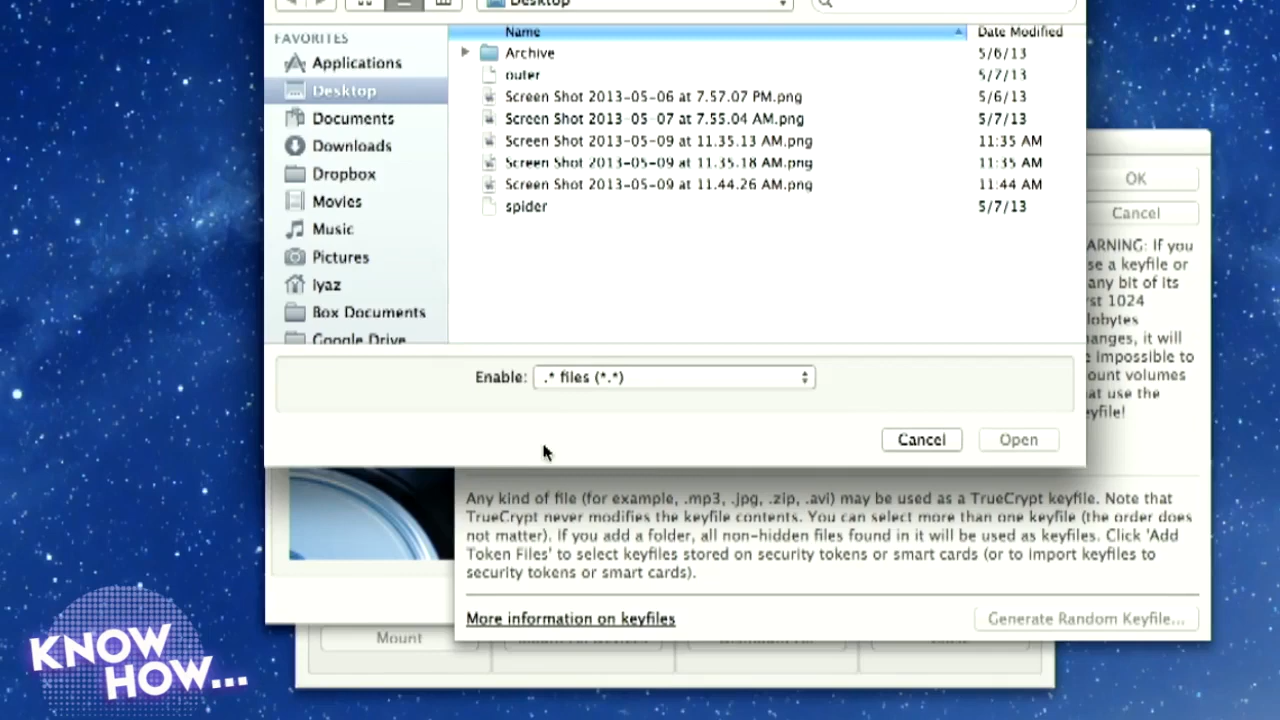 Desktop
FAVORITES
Applications
Desktop
Documents
Downloads
Dropbox
Movies
Music
Pictures
lyaz
Box Documents
Google Drive
Name Date Modified
Archive 5/6/13
outer 5/7/13
Screen Shot 2013-05-06 at 7.57.07 PM.png 5/6/13
Screen Shot 2013-05-07 at 7.55.04 AM.png 5/7/13
Screen Shot 2013-05-09 at 11.35.13 AM.png 11:35 AM
Screen Shot 2013-05-09 at 11.35.18 AM.png 11:35 AM
Screen Shot 2013-05-09 at 11.44.26 AM.png 11:44 AM
spider 5/7/13
Enable: .* files (*.*)
Cancel Open
OK
Cancel
ARNING: If you
se a keyfile or
any bit of its
rst 1024
lobytes
anges, it will
e impossible to
ount volumes
at use the
eyfile!
Any kind of file (for example, .mp3, .jpg, .zip, .avi) may be used as a TrueCrypt keyfile. Note that
TrueCrypt never modifies the keyfile contents. You can select more than one keyfile (the order does
not matter). If you add a folder, all non-hidden files found in it will be used as keyfiles. Click 'Add
Token Files' to select keyfiles stored on security tokens or smart cards (or to import keyfiles to
security tokens or smart cards).
More information on keyfiles Generate Random Keyfile...
Mount
KNOW
HOW...